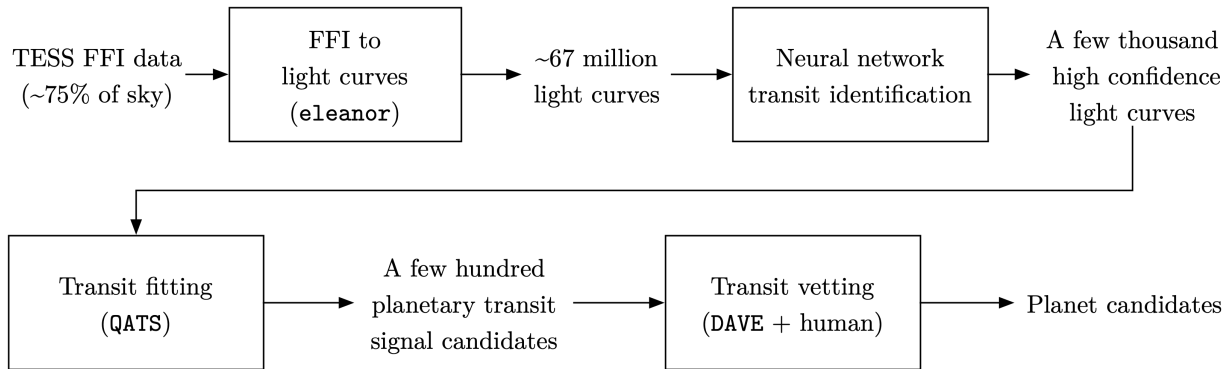 TESS FFI data
(~75% of sky)
FFI to
light curves
(eleanor)
~67 million
light curves
Neural network
transit identification
A few thousand
high confidence
light curves
Transit fitting
(QATS)
A few hundred
planetary transit
signal candidates
Transit vetting
(DAVE + human)
Planet candidates